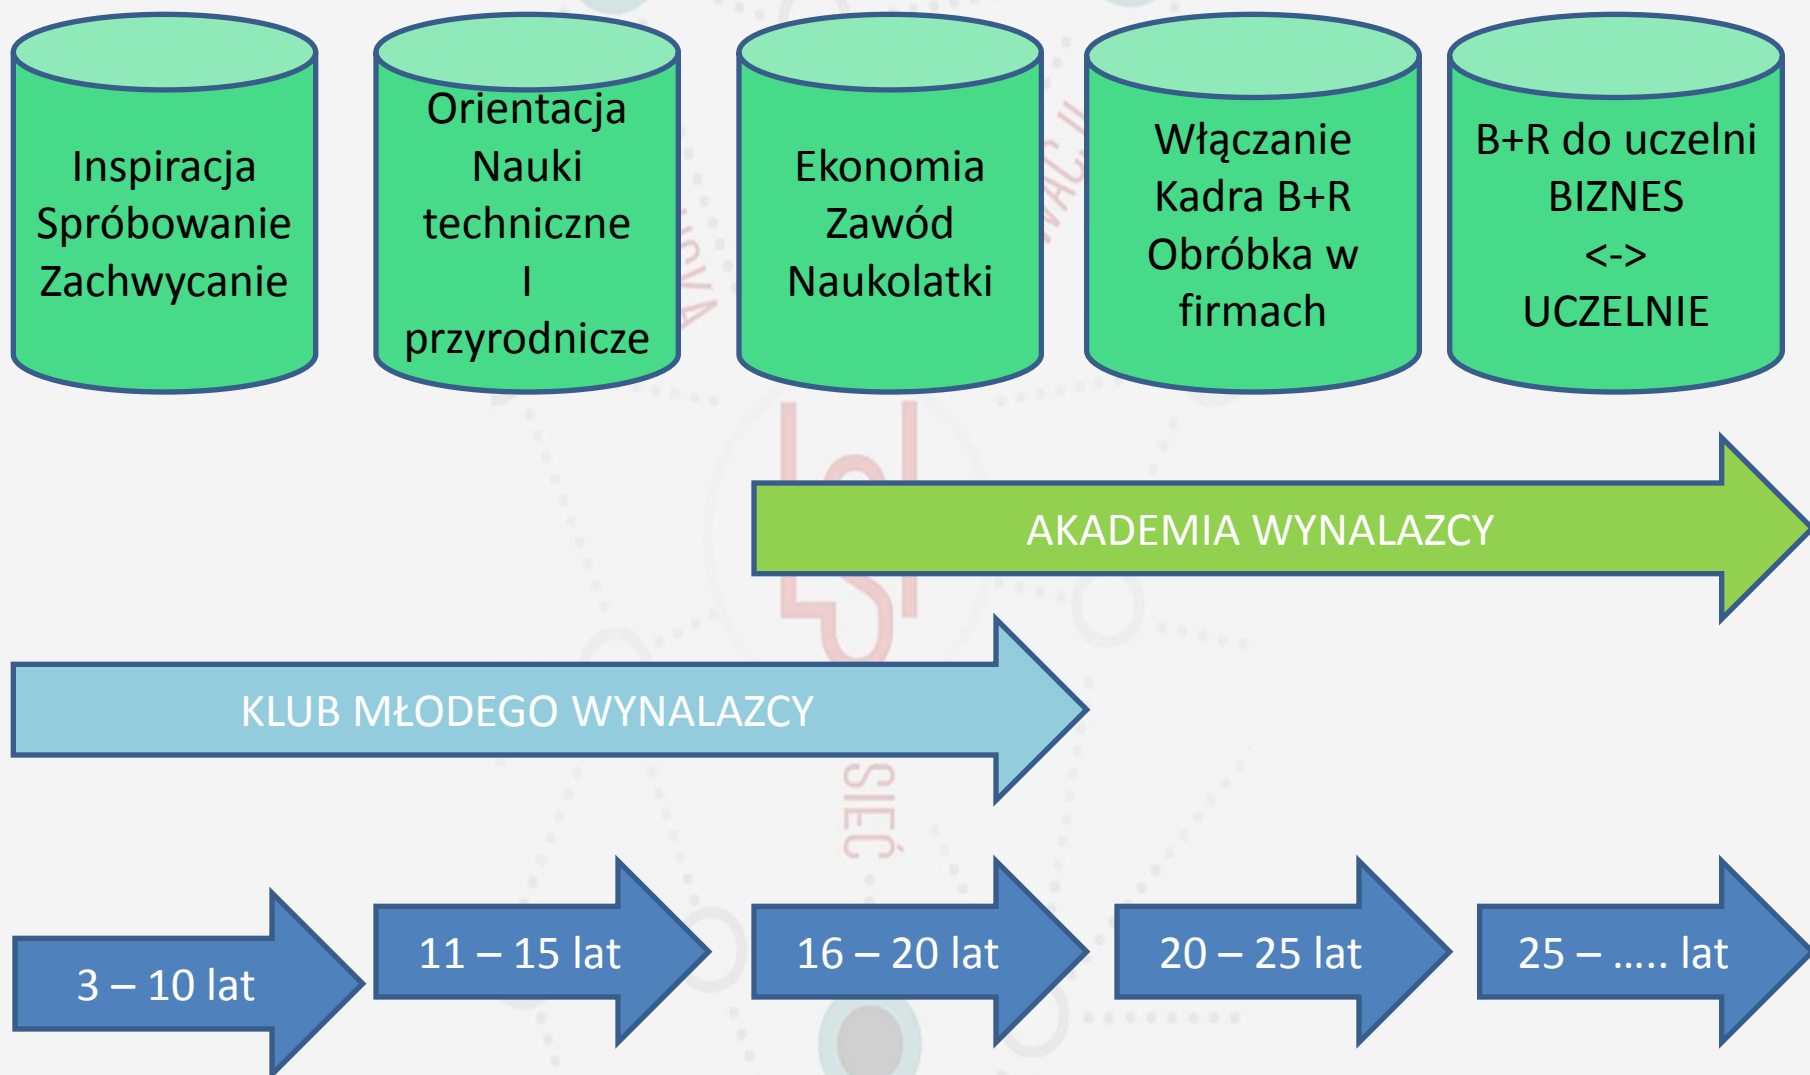 Inspiracja
Spróbowanie
Zachwycanie
Orientacja
Nauki
techniczne
I
przyrodnicze
Ekonomia
Zawód
Naukolatki
Włączanie
Kadra B+R
Obróbka w
firmach
B+R do uczelni
BIZNES
<->
UCZELNIE
AKADEMIA WYNALAZCY
KLUB MŁODEGO WYNALAZCY
SIEĆ
3 – 10 lat
11 – 15 lat
16 – 20 lat
20 – 25 lat
25 – ..... lat